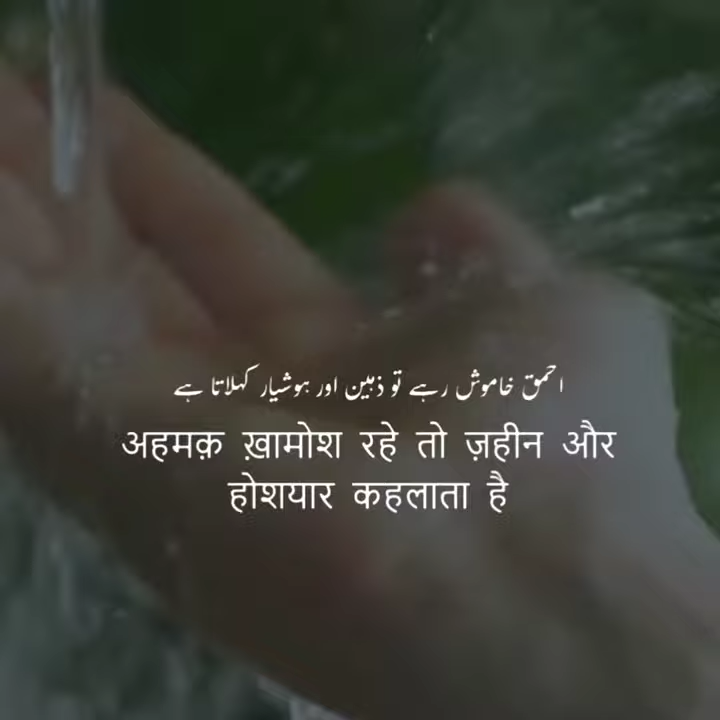 احمق خاموش رہے تو ذہین اور ہوشیار کہلاتا ہے
अहमक़ ख़ामोश रहे तो ज़हीन और
होशयार कहलाता है